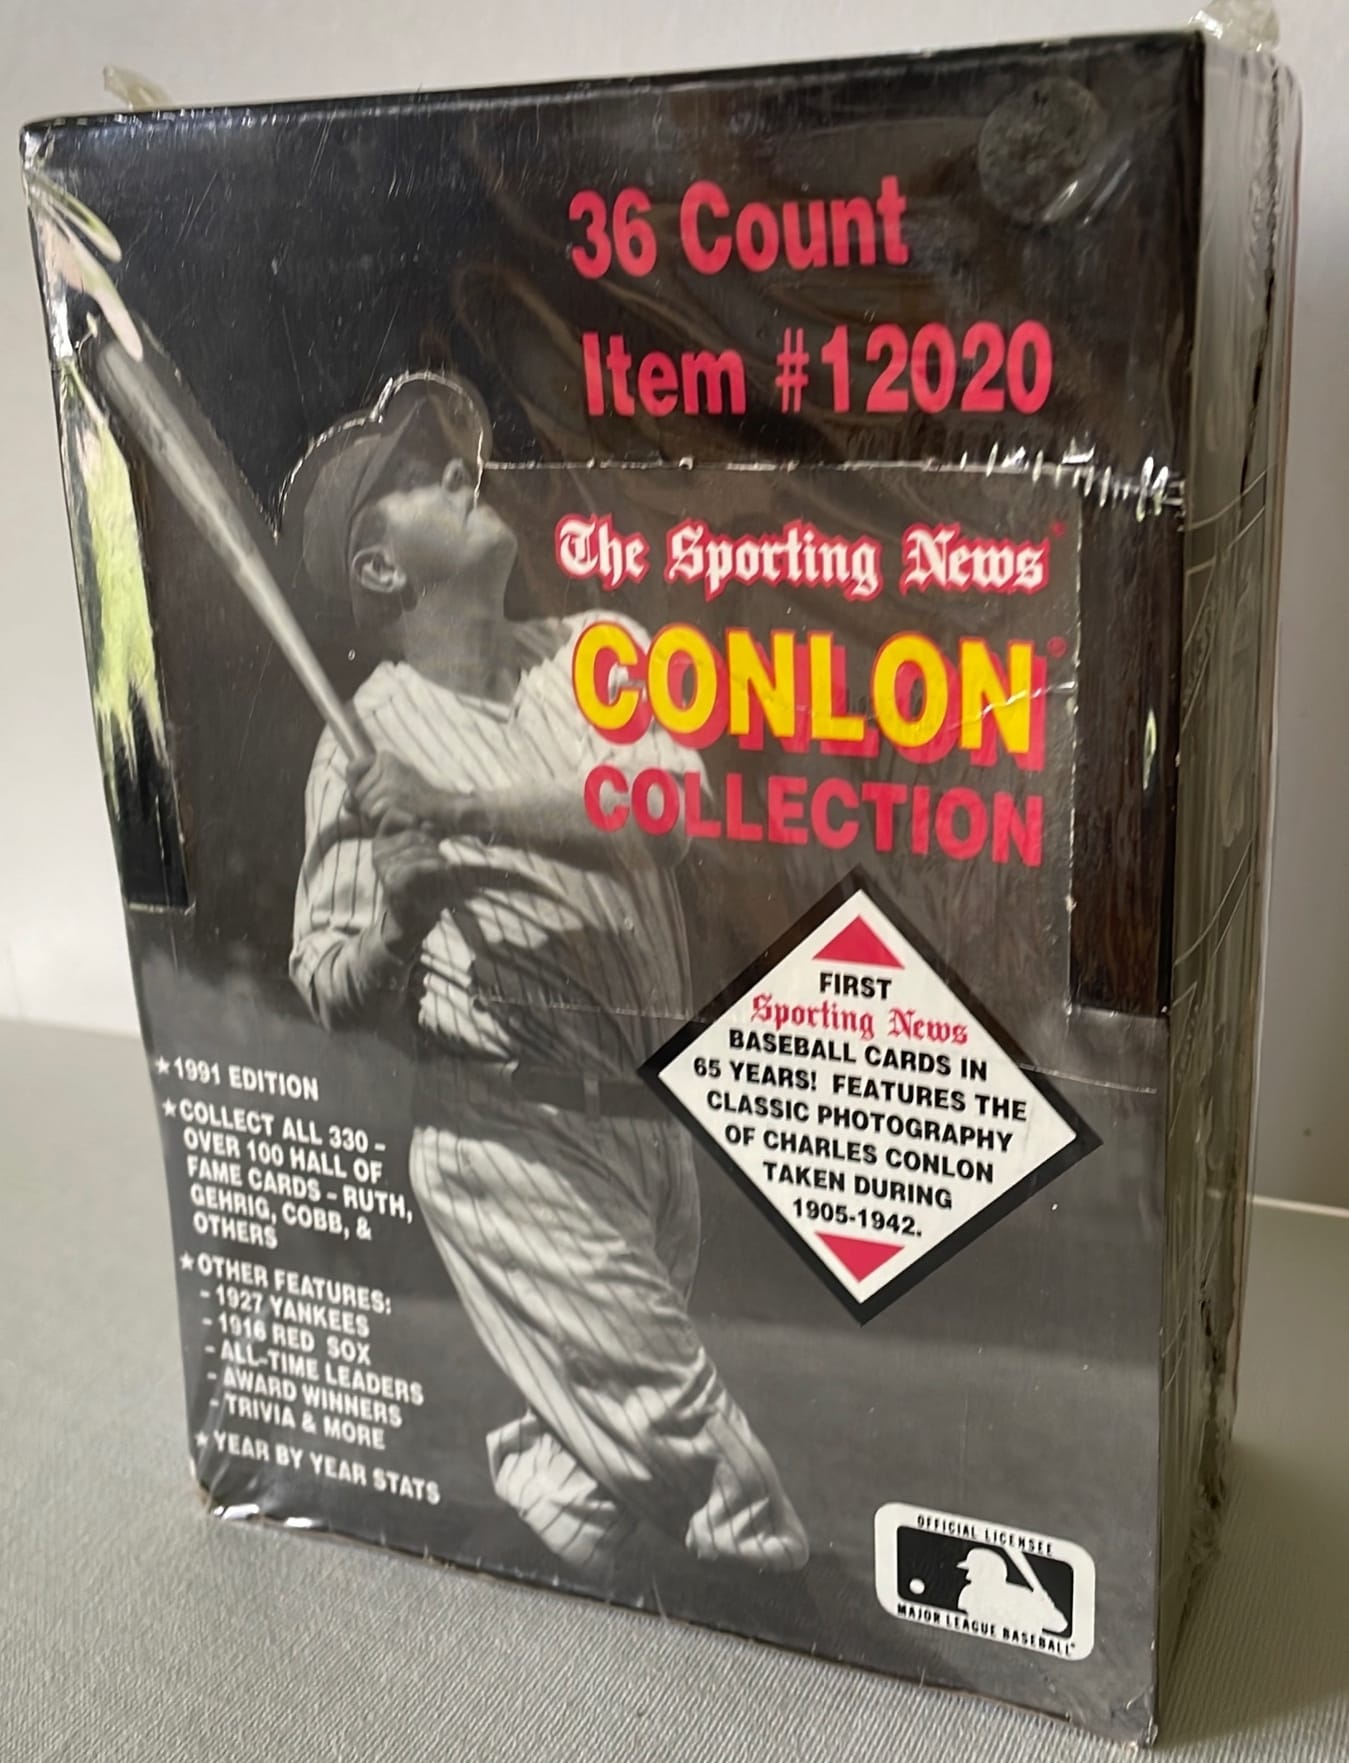 36 Count
Item #12020
The Sporting News®
CONLON®
COLLECTION
FIRST
Sporting News
BASEBALL CARDS IN
65 YEARS! FEATURES THE
CLASSIC PHOTOGRAPHY
OF CHARLES CONLON
TAKEN DURING
1905-1942.
★1991 EDITION
★COLLECT ALL 330 –
OVER 100 HALL OF
FAME CARDS – RUTH,
GEHRIG, COBB, &
OTHERS
★OTHER FEATURES:
- 1927 YANKEES
- 1916 RED SOX
- ALL-TIME LEADERS
- AWARD WINNERS
- TRIVIA & MORE
★YEAR BY YEAR STATS
OFFICIAL LICENSEE
MAJOR LEAGUE BASEBALL